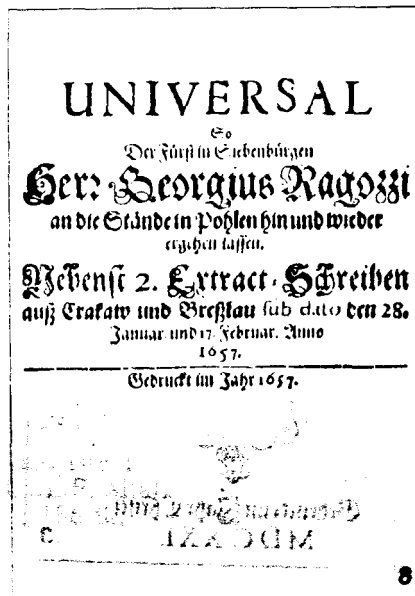 UNIVERSAL
So
Der Fürst in Siebenbürgen
Herr Georgius Ragozzi
an die Stände in Pohlen hin und wieder
ergehen lassen.
Nebenst 2. Extract-Schreiben
auß Crakaw und Breßlau sub dato den 28.
Januar. und 17. Februar. Anno
1657.
Gedruckt im Jahr 1657.
MDCXXI
8